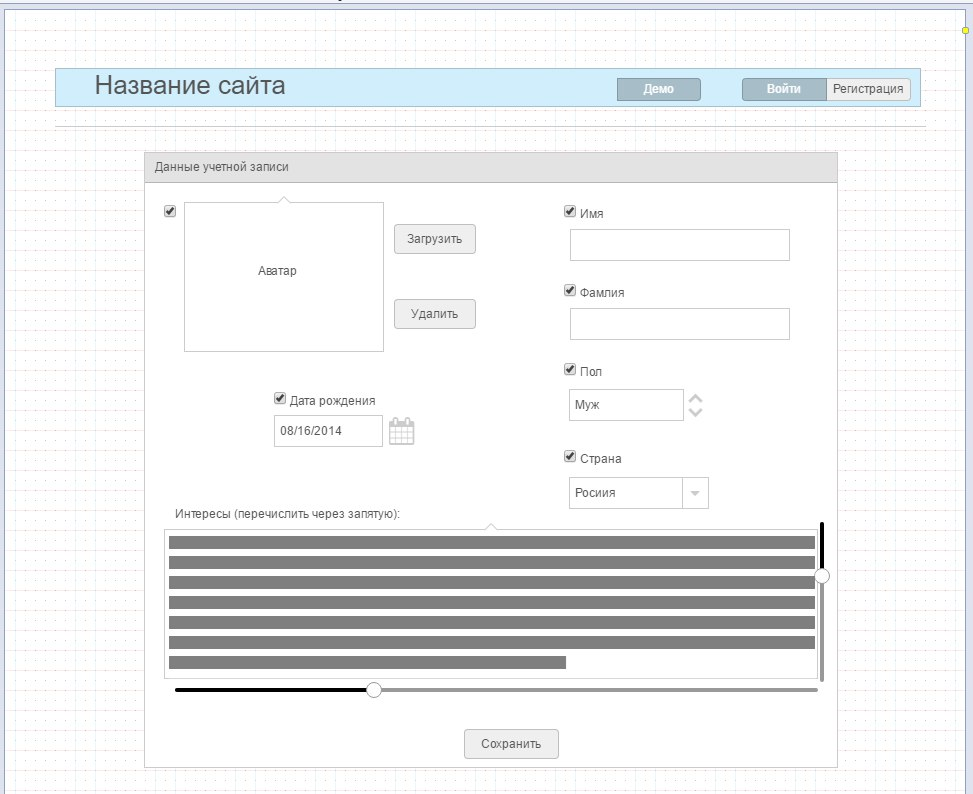 Название сайта
Демо
Войти
Регистрация
Данные учетной записи
Аватар
Загрузить
Удалить
Имя
Фамлия
Пол
Муж
Дата рождения
08/16/2014
Страна
Росиия
Интересы (перечислить через запятую):
Сохранить